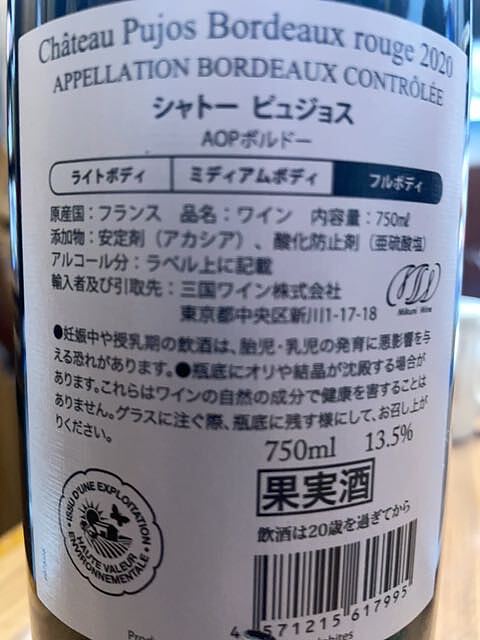 Château Pujos Bordeaux rouge 2020
APPELLATION BORDEAUX CONTRÔLÉE
シャトー ピュジョス
AOPボルドー
ライトボディ ミディアムボディ フルボディ
原産国：フランス 品名：ワイン 内容量：750㎖
添加物：安定剤（アカシア）、酸化防止剤（亜硫酸塩）
アルコール分：ラベル上に記載
輸入者及び引取先：三国ワイン株式会社
東京都中央区新川1-17-18
Mikuni Wine
●妊娠中や授乳期の飲酒は、胎児・乳児の発育に悪影響を与
える恐れがあります。●瓶底にオリや結晶が沈殿する場合が
あります。これらはワインの自然の成分で健康を害することは
ありません。グラスに注ぐ際、瓶底に残す様にして、お召し上が
りください。
750ml 13.5%
果実酒
飲酒は20歳を過ぎてから
ISSU D'UNE EXPLOITATION
HAUTE VALEUR
ENVIRONNEMENTALE
4 571215 617995